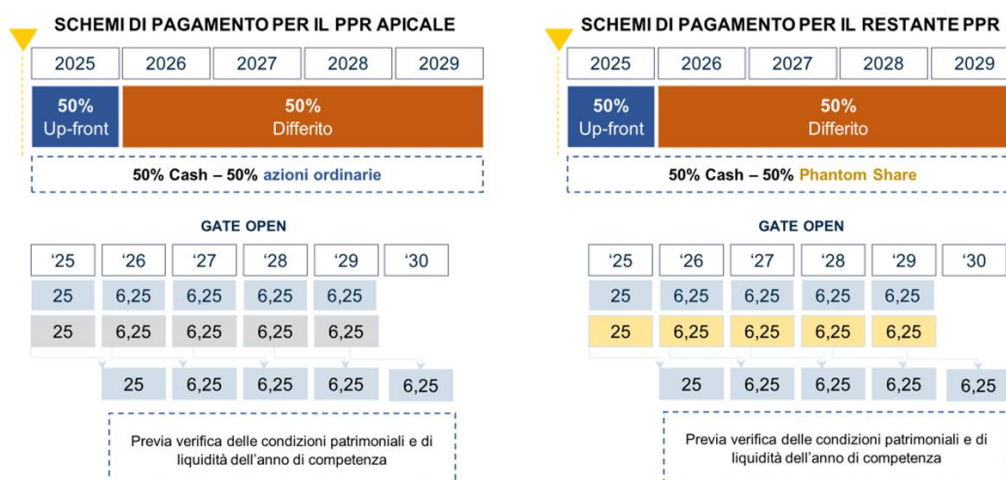 SCHEMI DI PAGAMENTO PER IL PPR APICALE
2025 2026 2027 2028 2029
50% 50%
Up-front Differito
50% Cash – 50% azioni ordinarie
GATE OPEN
‘25 ‘26 ‘27 ‘28 ‘29 ‘30
25 6,25 6,25 6,25 6,25
25 6,25 6,25 6,25 6,25
25 6,25 6,25 6,25 6,25
Previa verifica delle condizioni patrimoniali e di
liquidità dell’anno di competenza
SCHEMI DI PAGAMENTO PER IL RESTANTE PPR
2025 2026 2027 2028 2029
50% 50%
Up-front Differito
50% Cash – 50% Phantom Share
GATE OPEN
‘25 ‘26 ‘27 ‘28 ‘29 ‘30
25 6,25 6,25 6,25 6,25
25 6,25 6,25 6,25 6,25
25 6,25 6,25 6,25 6,25
Previa verifica delle condizioni patrimoniali e di
liquidità dell’anno di competenza